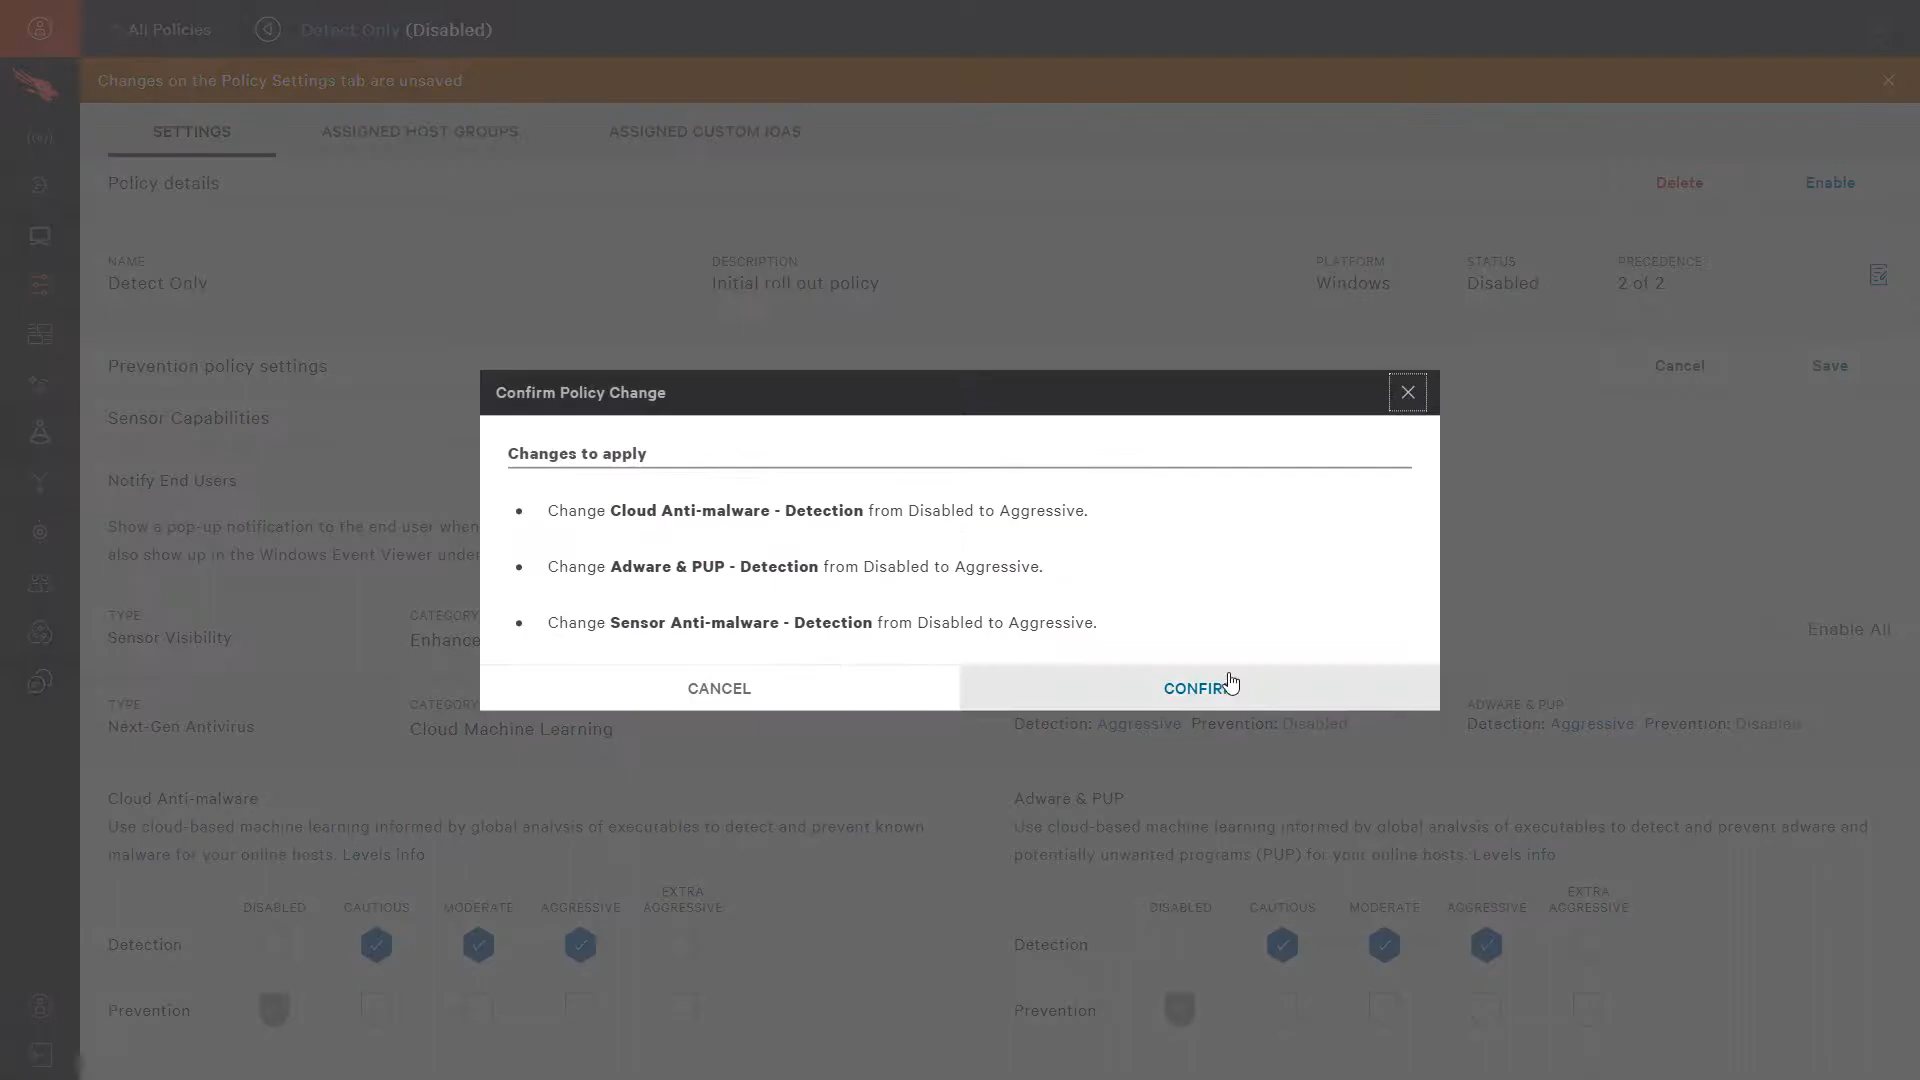 All Policies
Detect Only (Disabled)
Changes on the Policy Settings tab are unsaved
SETTINGS
ASSIGNED HOST GROUPS
ASSIGNED CUSTOM IOAS
Policy details
Delete
Enable
NAME
DESCRIPTION
PLATFORM
STATUS
PRECEDENCE
Detect Only
Initial roll out policy
Windows
Disabled
2 of 2
Prevention policy settings
Cancel
Save
Sensor Capabilities
Confirm Policy Change
Changes to apply
• Change Cloud Anti-malware - Detection from Disabled to Aggressive.
• Change Adware & PUP - Detection from Disabled to Aggressive.
• Change Sensor Anti-malware - Detection from Disabled to Aggressive.
CANCEL
Notify End Users
Show a pop-up notification to the end user when
also show up in the Windows Event Viewer under
TYPE
CATEGORY
Sensor Visibility
Enable All
TYPE
CATEGORY
ADWARE & PUP
Next-Gen Antivirus
Cloud Machine Learning
Detection: Aggressive Prevention: Disabled
Detection: Aggressive Prevention: Disabled
Cloud Anti-malware
Use cloud-based machine learning informed by global analysis of executables to detect and prevent known
malware for your online hosts. Levels info
Adware & PUP
Use cloud-based machine learning informed by global analysis of executables to detect and prevent adware and
potentially unwanted programs (PUP) for your online hosts. Levels info
DISABLED
CAUTIOUS
MODERATE
AGGRESSIVE
EXTRA
AGGRESSIVE
Detection
Prevention
DISABLED
CAUTIOUS
MODERATE
AGGRESSIVE
EXTRA
AGGRESSIVE
Detection
Prevention